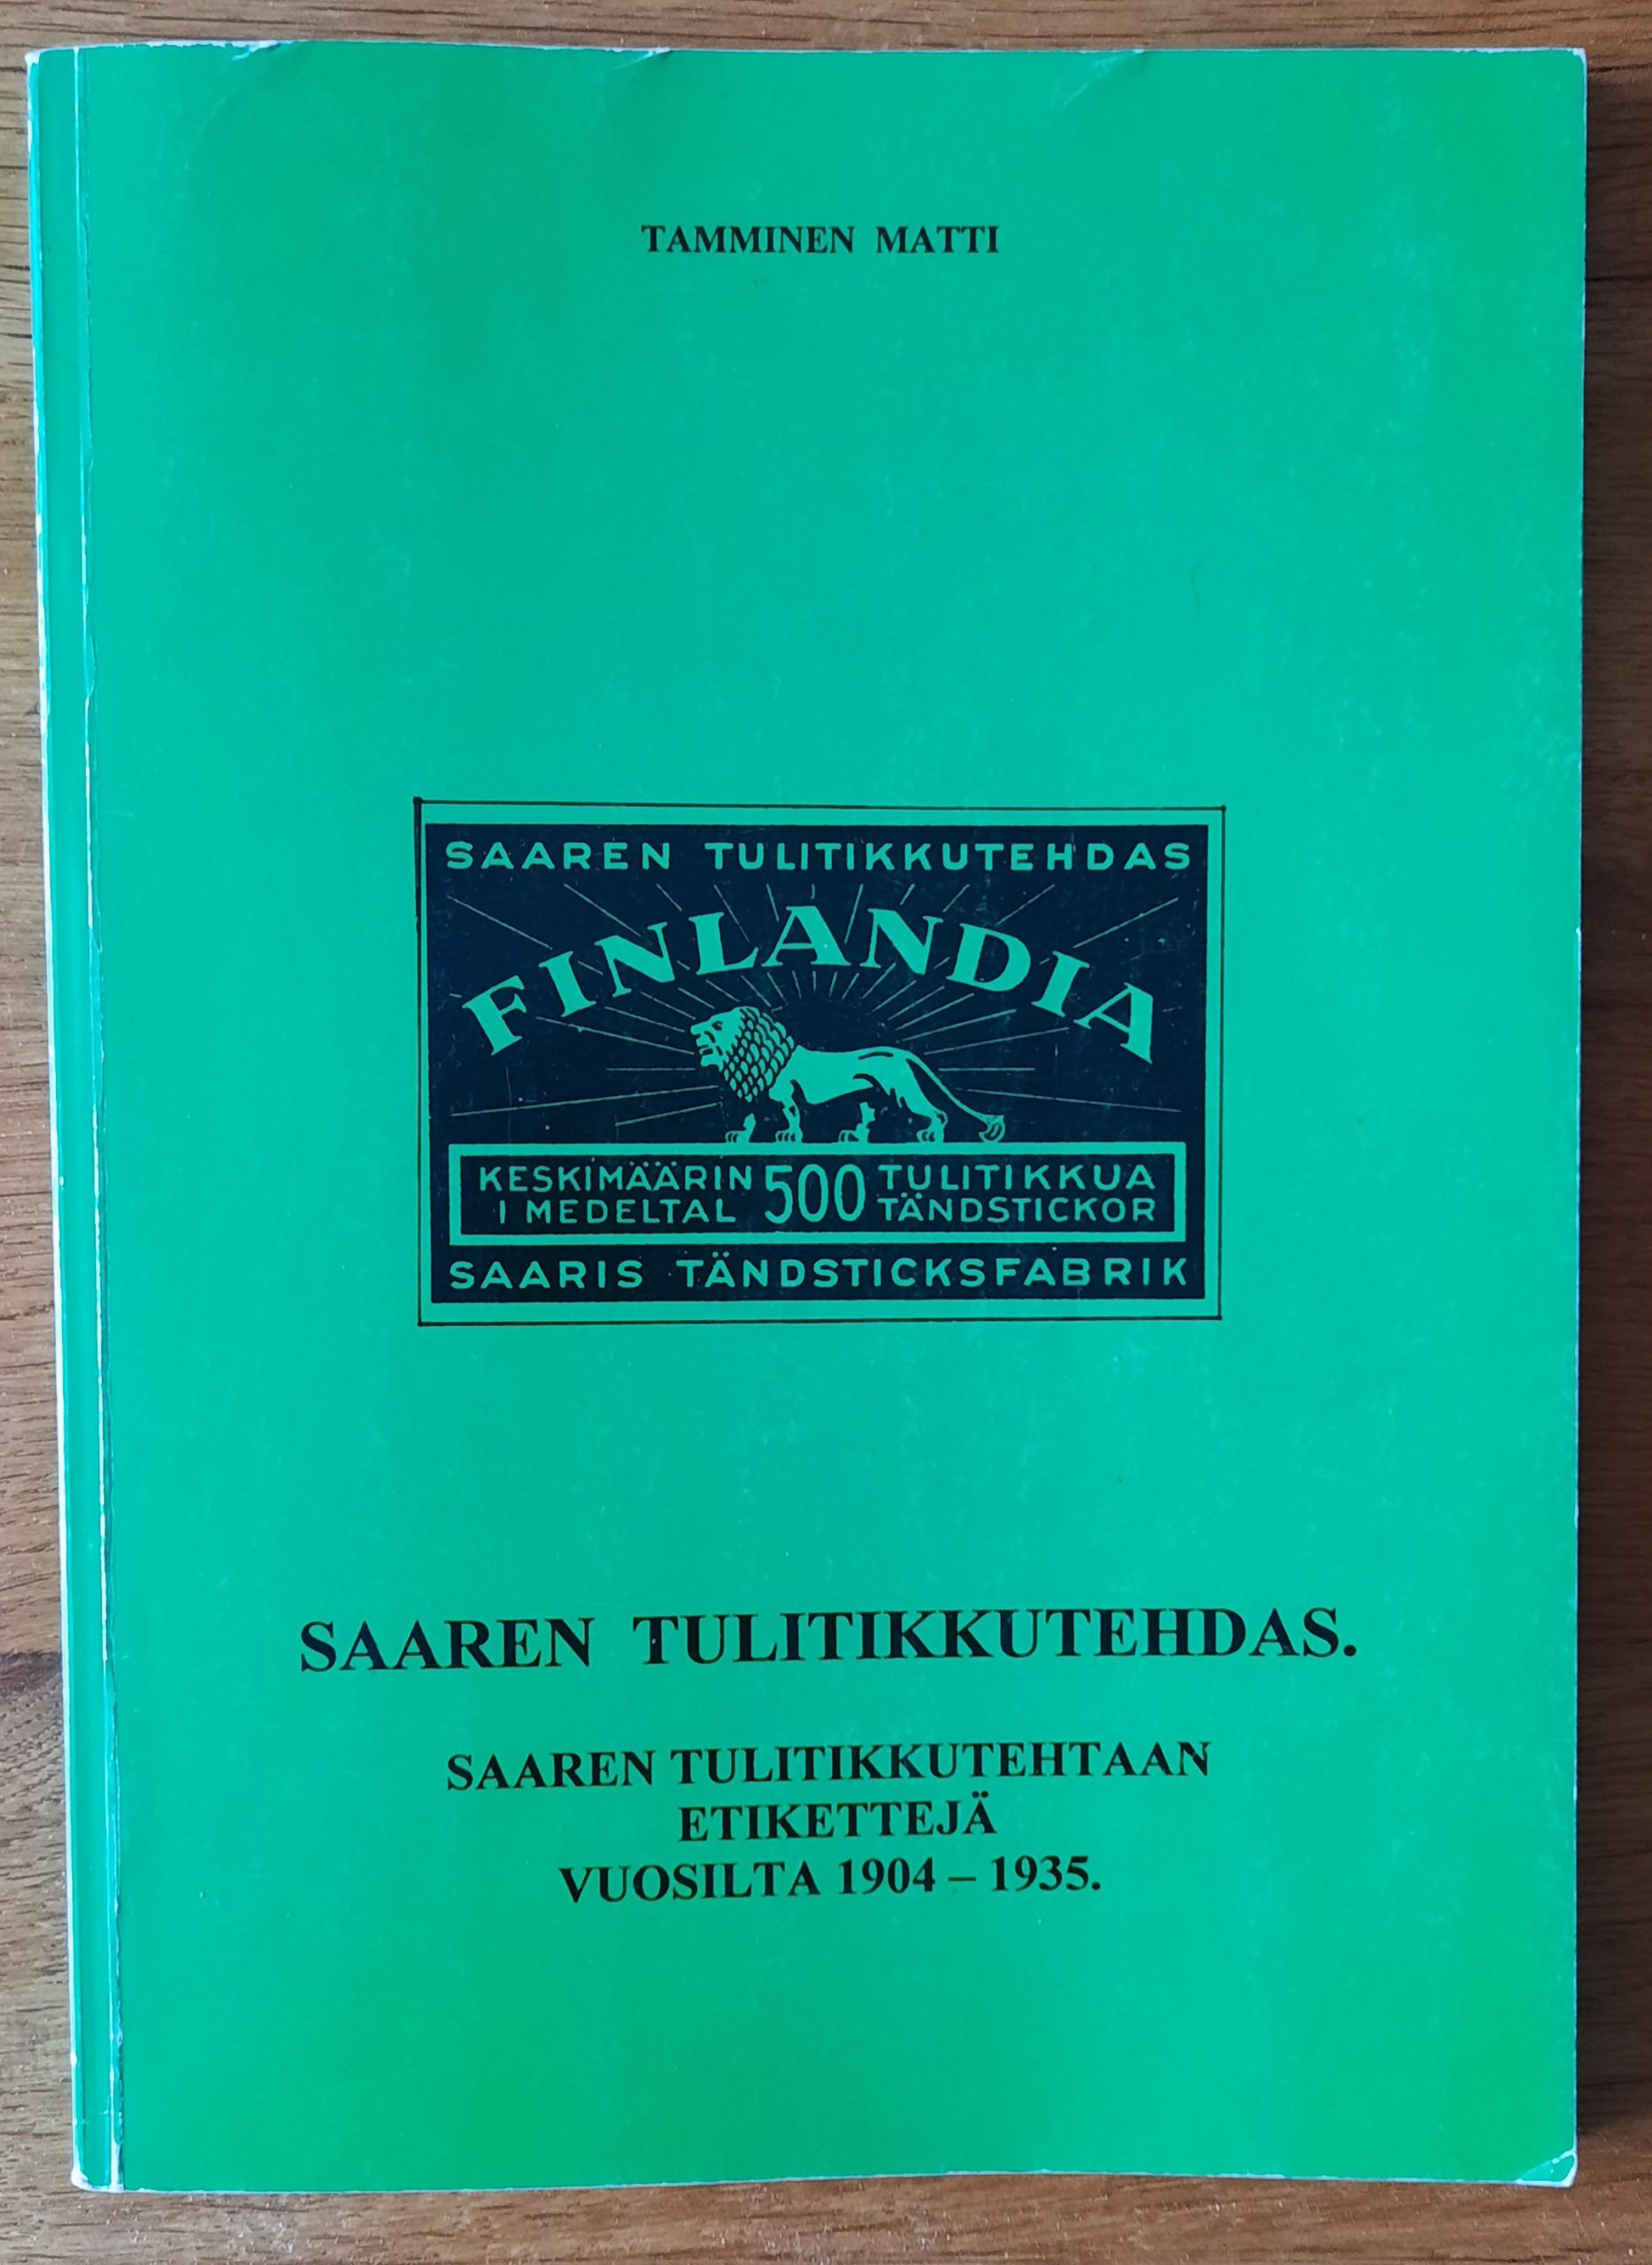 TAMMINEN MATTI
SAAREN TULITIKKUTEHDAS
FINLANDIA
KESKIMÄÄRIN 500 TULITIKKUA
I MEDELTAL TÄNDSTICKOR
SAARIS TÄNDSTICKSFABRIK
SAAREN TULITIKKUTEHDAS.
SAAREN TULITIKKUTEHTAAN
ETIKETTEJÄ
VUOSILTA 1904 – 1935.